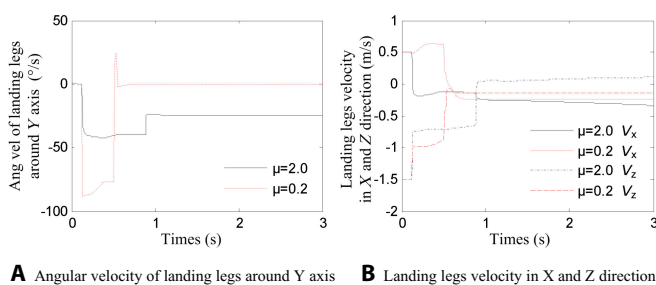 Ang vel of landing legs
around Y axis (°/s)
50
0
-50
-100
0
1
2
3
μ=2.0
μ=0.2
Times (s)
Landing legs velocity
in X and Z direction (m/s)
1
0.5
0
-0.5
-1
-1.5
-2
0
1
2
3
μ=2.0 Vx
μ=0.2 Vx
μ=2.0 Vz
μ=0.2 Vz
Times (s)
A Angular velocity of landing legs around Y axis
B Landing legs velocity in X and Z direction